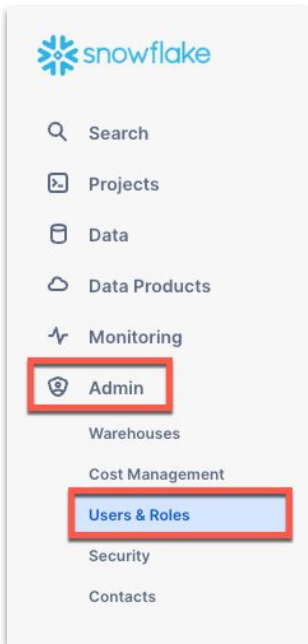 snowflake
Search
Projects
Data
Data Products
Monitoring
Admin
Warehouses
Cost Management
Users & Roles
Security
Contacts